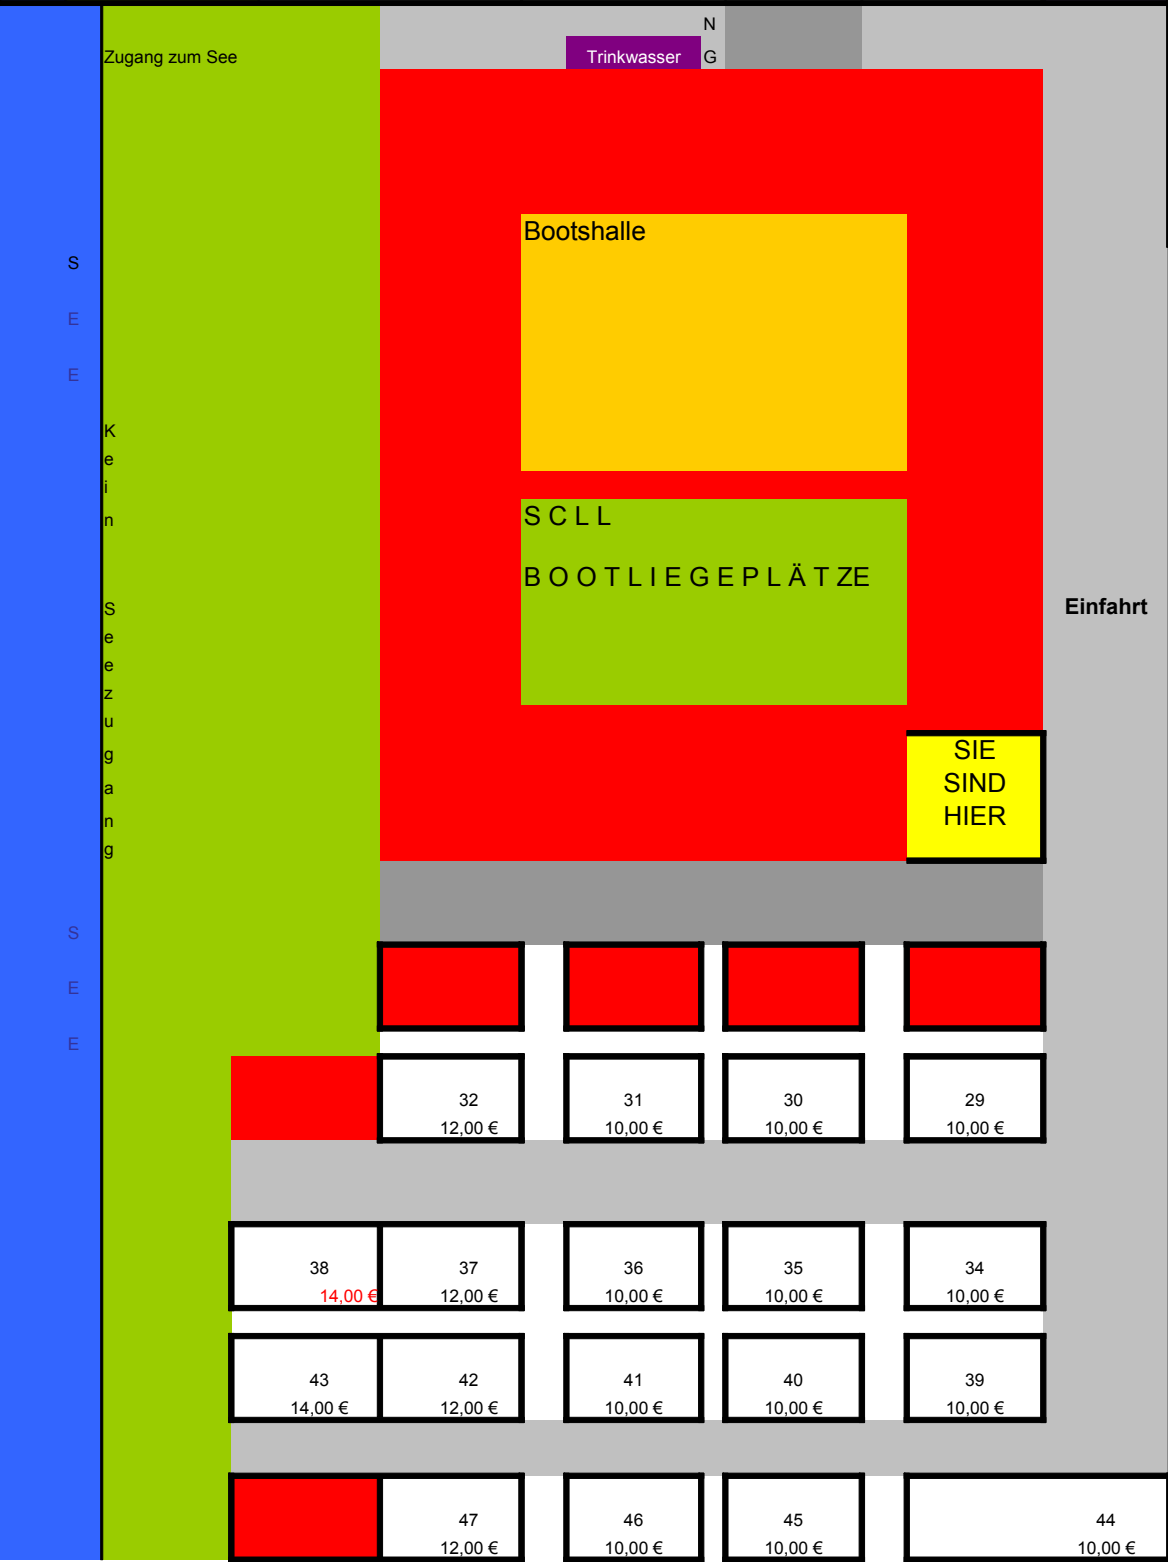 N
Zugang zum See
Trinkwasser
G
Bootshalle
S
E
E
K
e
i
n
S
e
e
z
u
g
a
n
g
S C L L
B O O T L I E G E P L Ä T ZE
Einfahrt
SIE
SIND
HIER
S
E
E
32 31 30 29
12,00 € 10,00 € 10,00 € 10,00 €
38 37 36 35 34
14,00 € 12,00 € 10,00 € 10,00 € 10,00 €
43 42 41 40 39
14,00 € 12,00 € 10,00 € 10,00 € 10,00 €
47 46 45 44
12,00 € 10,00 € 10,00 € 10,00 €